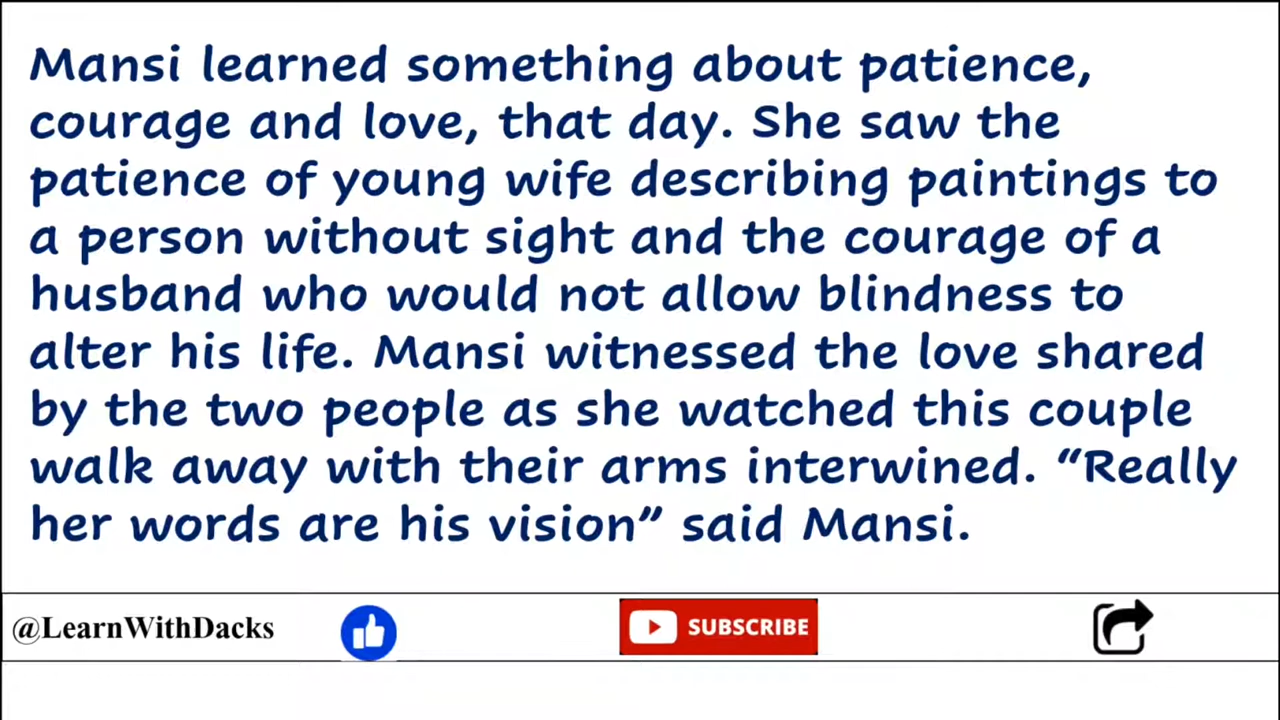 Mansi learned something about patience,
courage and love, that day. She saw the
patience of young wife describing paintings to
a person without sight and the courage of a
husband who would not allow blindness to
alter his life. Mansi witnessed the love shared
by the two people as she watched this couple
walk away with their arms interwined. “Really
her words are his vision” said Mansi.
@LearnWithDacks
SUBSCRIBE